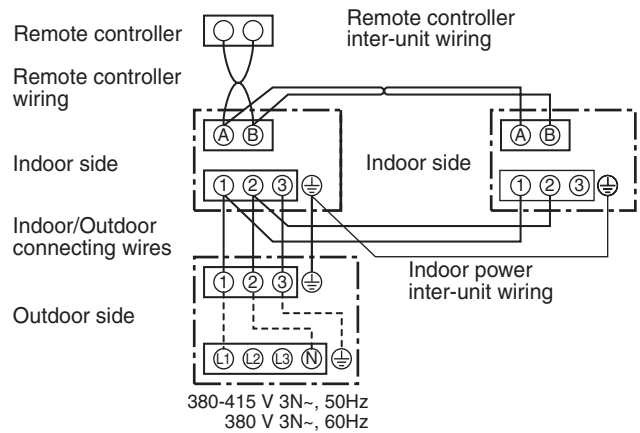 Remote controller
Remote controller
inter-unit wiring
Remote controller
wiring
A B
A B
Indoor side
Indoor side
1 2 3
1 2 3
Indoor/Outdoor
connecting wires
1 2 3
Indoor power
inter-unit wiring
Outdoor side
L1 L2 L3 N
380-415 V 3N~, 50Hz
380 V 3N~, 60Hz